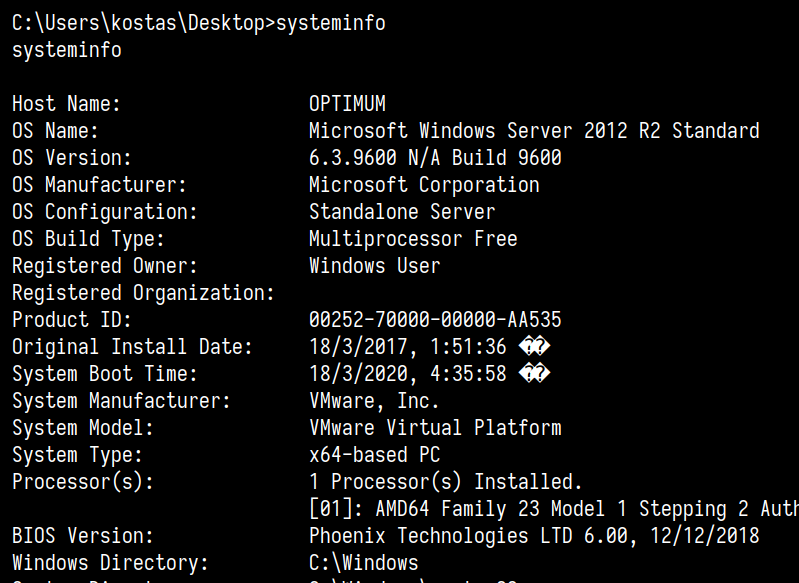 C:\Users\kostas\Desktop>systeminfo
systeminfo
Host Name: OPTIMUM
OS Name: Microsoft Windows Server 2012 R2 Standard
OS Version: 6.3.9600 N/A Build 9600
OS Manufacturer: Microsoft Corporation
OS Configuration: Standalone Server
OS Build Type: Multiprocessor Free
Registered Owner: Windows User
Registered Organization:
Product ID: 00252-70000-00000-AA535
Original Install Date: 18/3/2017, 1:51:36 ��
System Boot Time: 18/3/2020, 4:35:58 ��
System Manufacturer: VMware, Inc.
System Model: VMware Virtual Platform
System Type: x64-based PC
Processor(s): 1 Processor(s) Installed.
[01]: AMD64 Family 23 Model 1 Stepping 2 Auth
BIOS Version: Phoenix Technologies LTD 6.00, 12/12/2018
Windows Directory: C:\Windows